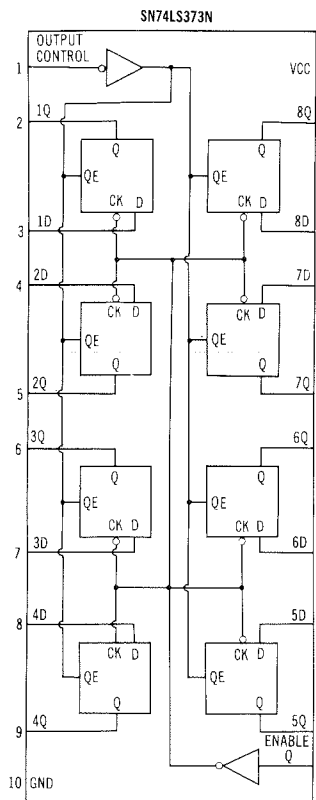 SN74LS373N
OUTPUT
CONTROL
1
VCC
1Q
8Q
2
Q
Q
QE
QE
CK D
CK D
1D
8D
3
2D
7D
4
CK D
CK D
QE
QE
Q
Q
2Q
7Q
5
3Q
6Q
6
Q
Q
QE
QE
CK D
CK D
3D
6D
7
4D
5D
8
CK D
CK D
QE
QE
Q
Q
4Q
5Q
9
ENABLE
Q
10 GND